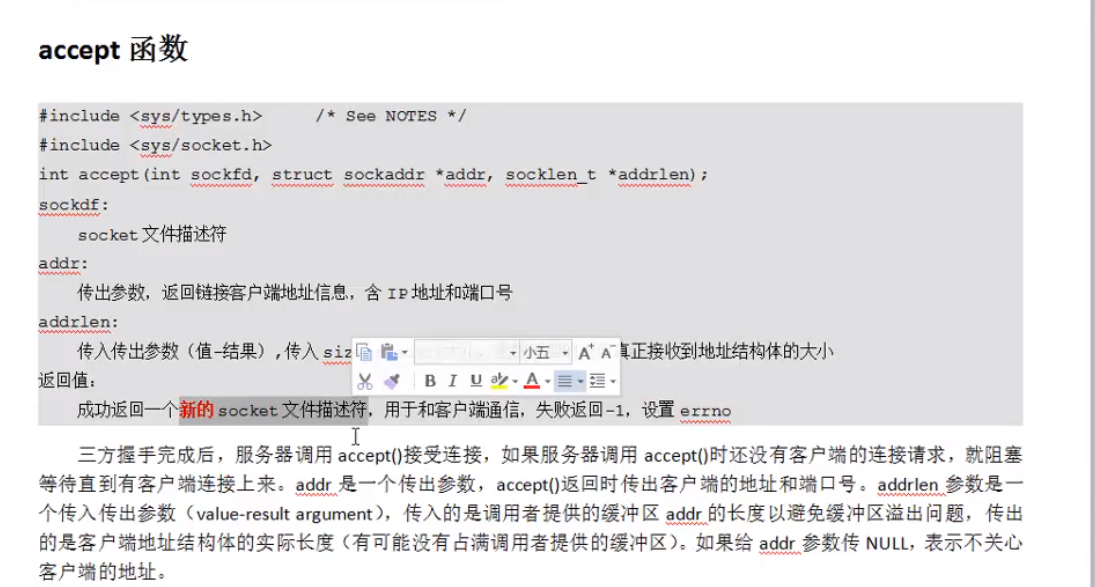 accept 函数
#include <sys/types.h> /* See NOTES */
#include <sys/socket.h>
int accept(int sockfd, struct sockaddr *addr, socklen_t *addrlen);
sockdf:
socket 文件描述符
addr:
传出参数，返回链接客户端地址信息，含 IP 地址和端口号
addrlen:
传入传出参数（值-结果）,传入 siz 真正接收到地址结构体的大小
小五 A+ A-
返回值：
B I U ab A
成功返回一个新的 socket 文件描述符，用于和客户端通信，失败返回-1，设置 errno
三方握手完成后，服务器调用 accept()接受连接，如果服务器调用 accept()时还没有客户端的连接请求，就阻塞
等待直到有客户端连接上来。addr 是一个传出参数，accept()返回时传出客户端的地址和端口号。addrlen 参数是一
个传入传出参数（value-result argument），传入的是调用者提供的缓冲区 addr 的长度以避免缓冲区溢出问题，传出
的是客户端地址结构体的实际长度（有可能没有占满调用者提供的缓冲区）。如果给 addr 参数传 NULL，表示不关心
客户端的地址。